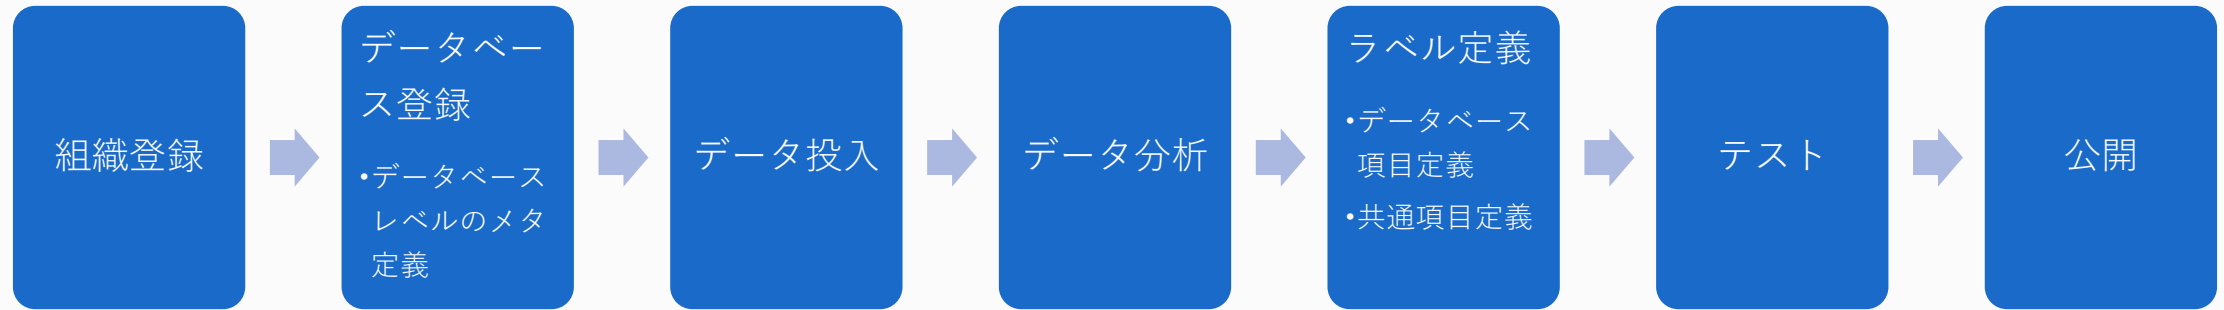 組織登録
データベー
ス登録
•データベース
レベルのメタ
定義
データ投入
データ分析
ラベル定義
•データベース
項目定義
•共通項目定義
テスト
公開